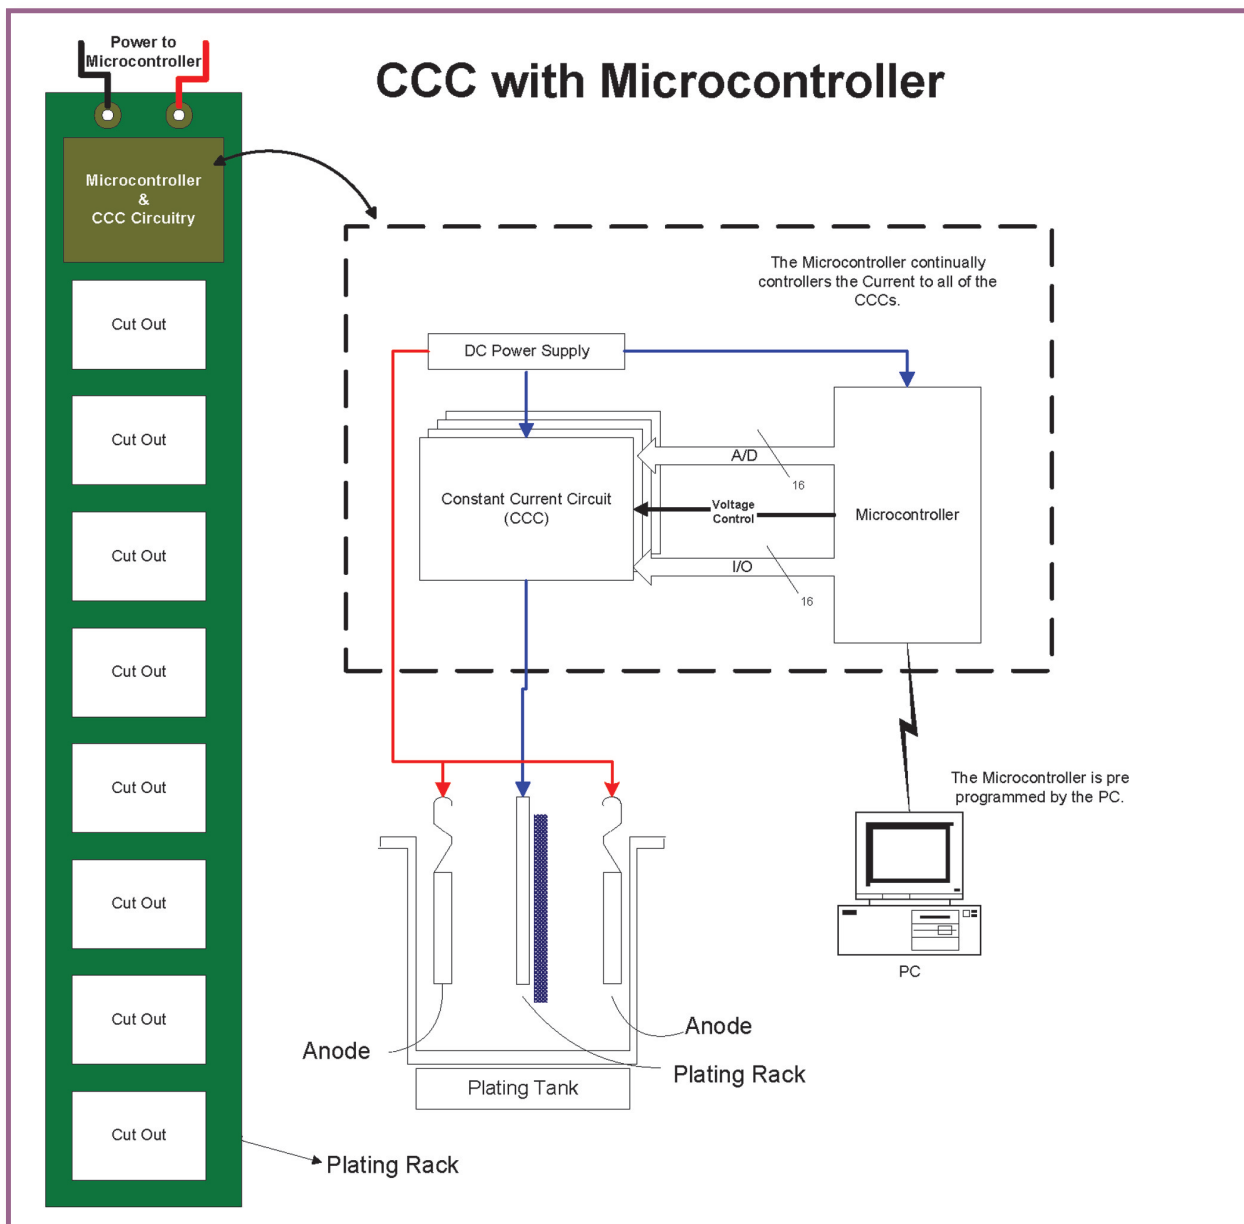 Power to
Microcontroller
CCC with Microcontroller
Microcontroller
&
CCC Circuitry
Cut Out
Cut Out
Cut Out
Cut Out
Cut Out
Cut Out
Cut Out
Cut Out
Plating Rack
The Microcontroller continually
controllers the Current to all of the
CCCs.
DC Power Supply
Constant Current Circuit
(CCC)
A/D
16
Voltage
Control
I/O
16
Microcontroller
The Microcontroller is pre
programmed by the PC.
PC
Anode
Anode
Plating Rack
Plating Tank